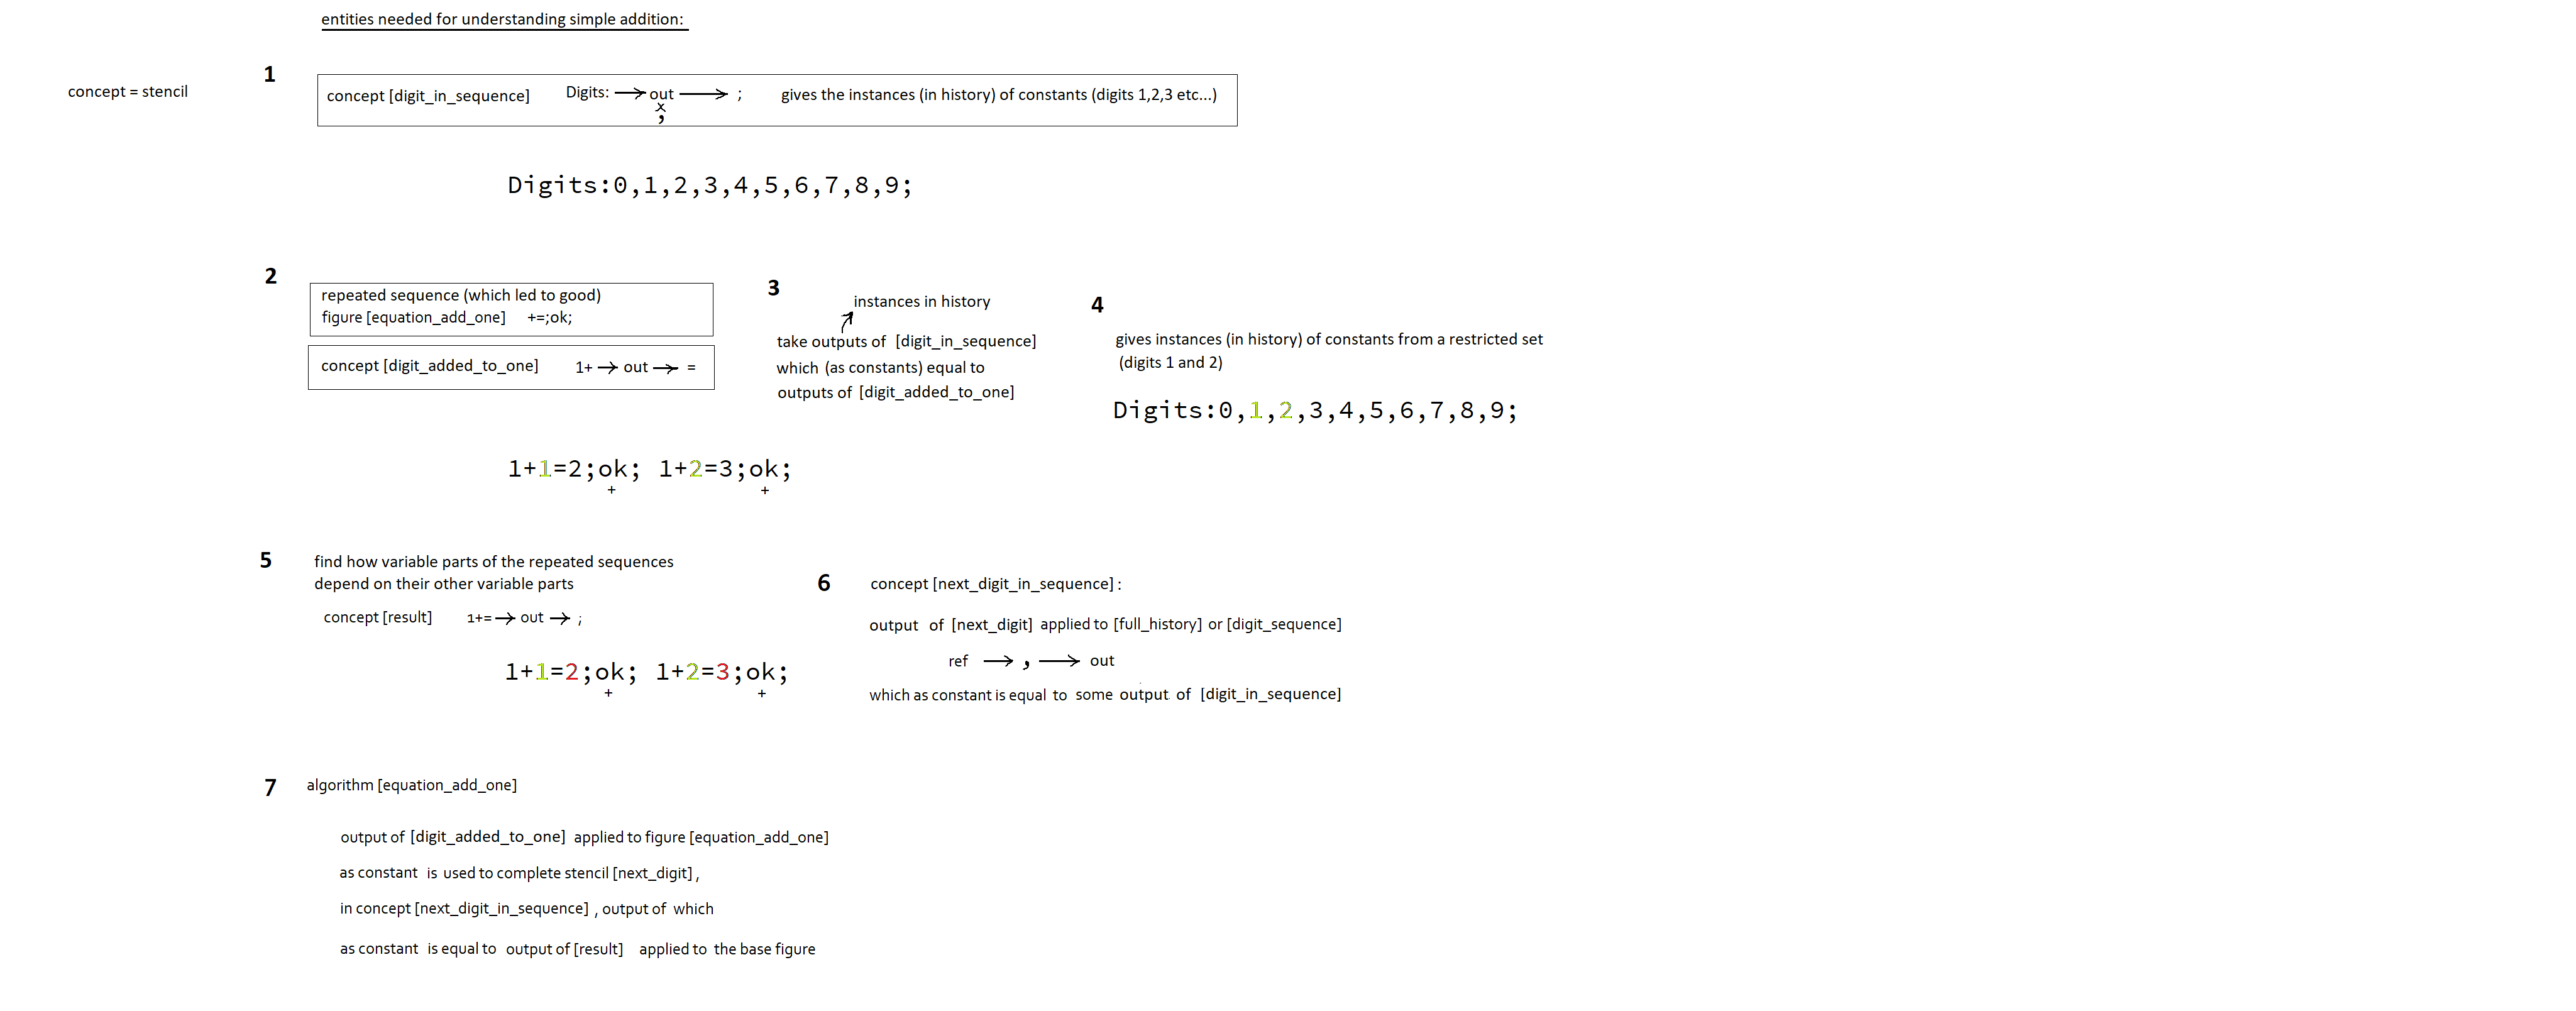 entities needed for understanding simple addition:
1
concept = stencil
concept [digit_in_sequence] Digits: → out → ; gives the instances (in history) of constants (digits 1,2,3 etc...)
x
,
Digits:0,1,2,3,4,5,6,7,8,9;
2
repeated sequence (which led to good)
figure [equation_add_one] +=;ok;
concept [digit_added_to_one] 1+ → out → =
3
instances in history
take outputs of [digit_in_sequence]
which (as constants) equal to
outputs of [digit_added_to_one]
4
gives instances (in history) of constants from a restricted set
(digits 1 and 2)
Digits:0,1,2,3,4,5,6,7,8,9;
1+1=2;ok; 1+2=3;ok;
+ +
5
find how variable parts of the repeated sequences
depend on their other variable parts
concept [result] 1+= → out → ;
1+1=2;ok; 1+2=3;ok;
+ +
6
concept [next_digit_in_sequence] :
output of [next_digit] applied to [full_history] or [digit_sequence]
ref → , → out
which as constant is equal to some output of [digit_in_sequence]
7
algorithm [equation_add_one]
output of [digit_added_to_one] applied to figure [equation_add_one]
as constant is used to complete stencil [next_digit] ,
in concept [next_digit_in_sequence] , output of which
as constant is equal to output of [result] applied to the base figure